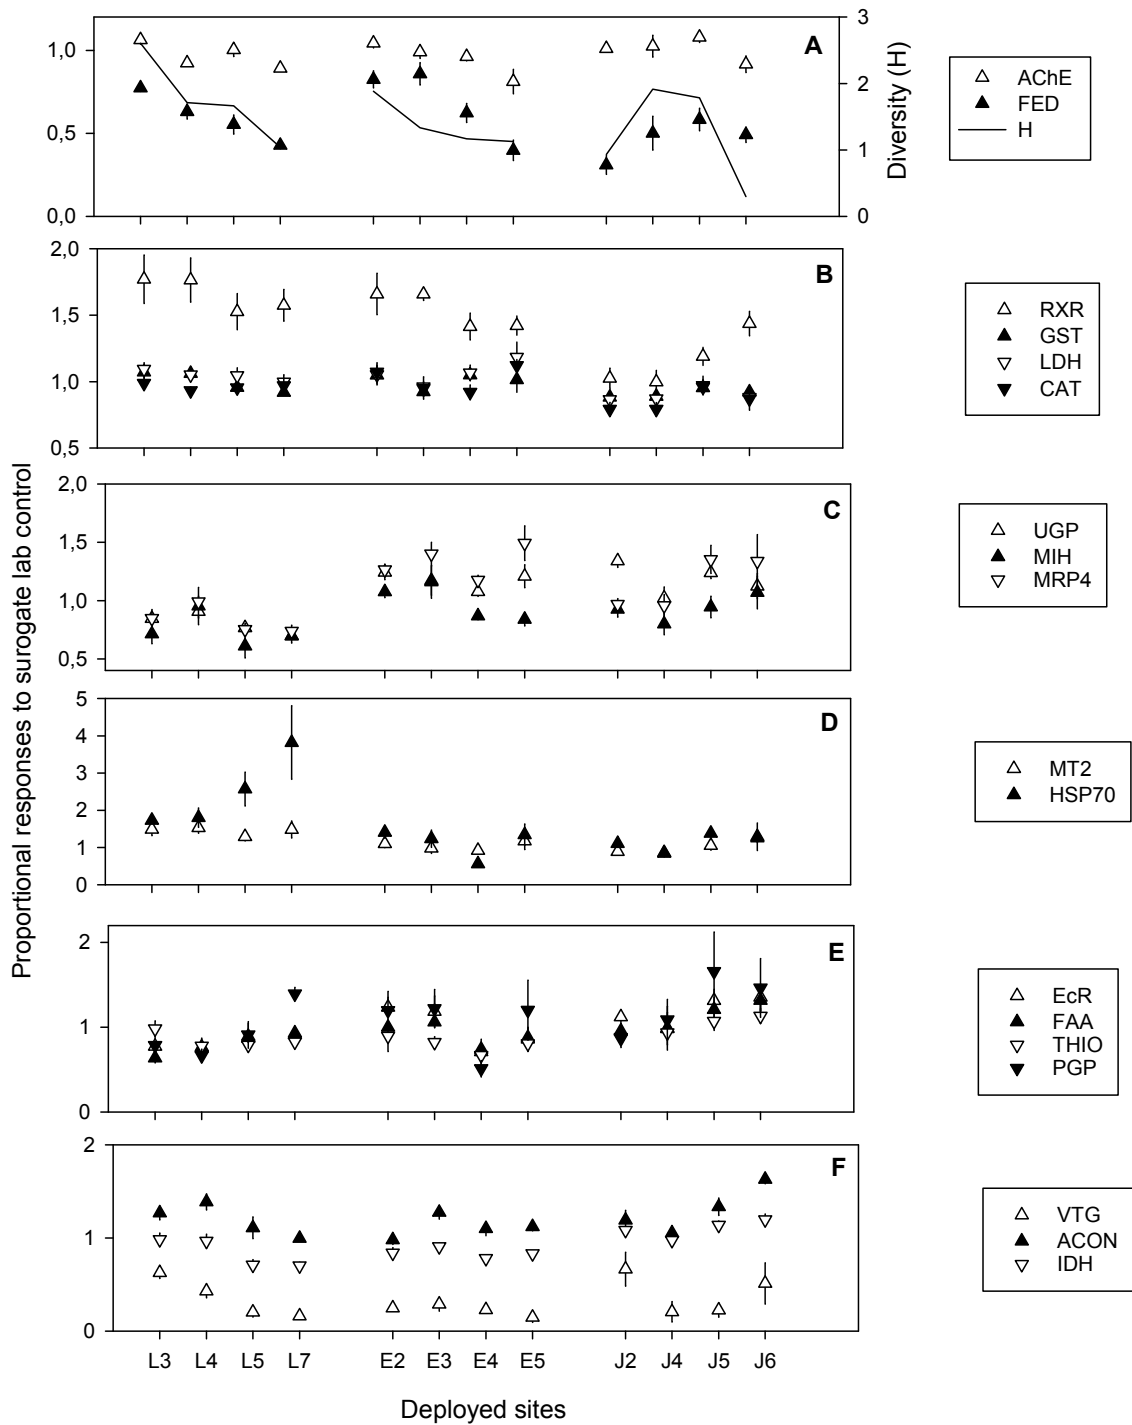 A
1,0
0,5
0,0
3
2
1
0
Diversity (H)
AChE
FED
H
B
2,0
1,5
1,0
0,5
RXR
GST
LDH
CAT
Proportional responses to surogate lab control
C
2,0
1,5
1,0
0,5
UGP
MIH
MRP4
D
5
4
3
2
1
0
MT2
HSP70
E
2
1
0
EcR
FAA
THIO
PGP
F
2
1
0
VTG
ACON
IDH
L3 L4 L5 L7 E2 E3 E4 E5 J2 J4 J5 J6
Deployed sites